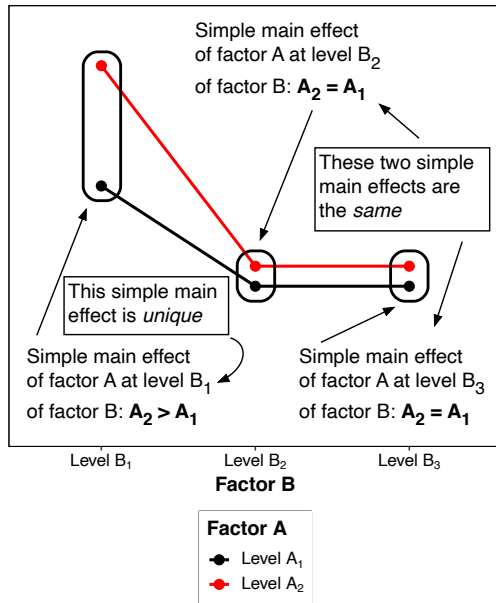 Simple main effect
of factor A at level B₂
of factor B: A₂ = A₁
These two simple
main effects are
the same
This simple main
effect is unique
Simple main effect
of factor A at level B₁
of factor B: A₂ > A₁
Simple main effect
of factor A at level B₃
of factor B: A₂ = A₁
Level B₁
Level B₂
Level B₃
Factor B
Factor A
Level A₁
Level A₂